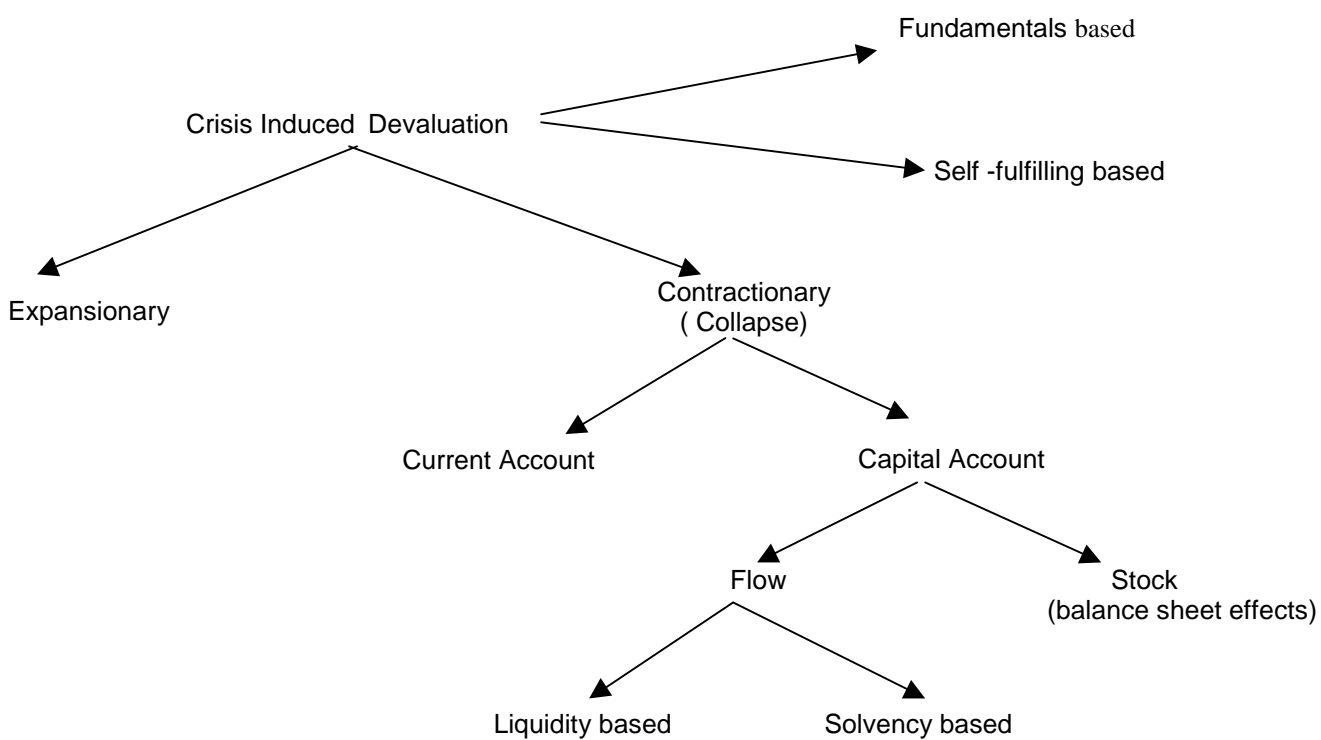 Fundamentals based
Crisis Induced Devaluation
Self -fulfilling based
Expansionary
Contractionary
( Collapse)
Current Account
Capital Account
Flow
Stock
(balance sheet effects)
Liquidity based
Solvency based